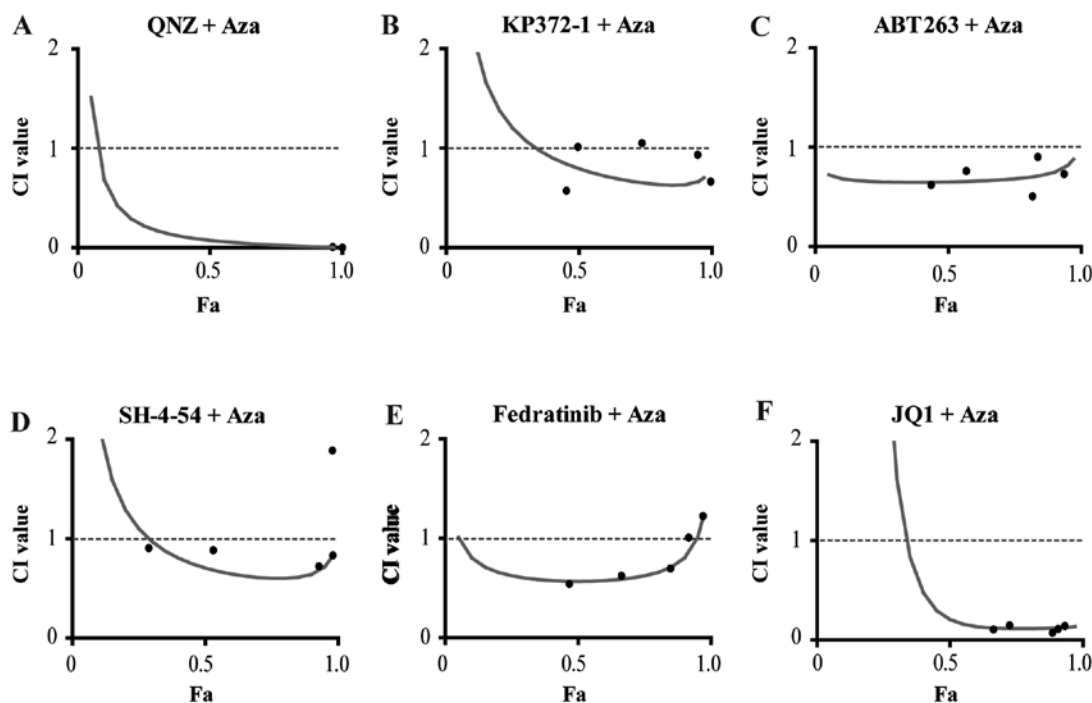 A
QNZ + Aza
2
1
0
CI value
0
0.5
1.0
Fa
B
KP372-1 + Aza
2
1
0
CI value
0
0.5
1.0
Fa
C
ABT263 + Aza
2
1
0
CI value
0
0.5
1.0
Fa
D
SH-4-54 + Aza
2
1
0
CI value
0
0.5
1.0
Fa
E
Fedratinib + Aza
2
1
0
CI value
0
0.5
1.0
Fa
F
JQ1 + Aza
2
1
0
CI value
0
0.5
1.0
Fa